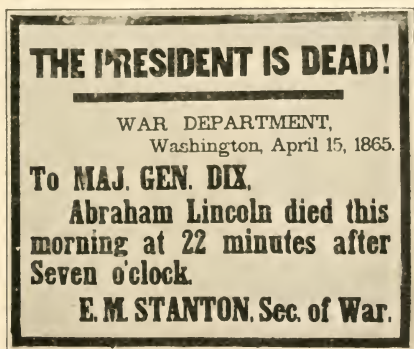 THE PRESIDENT IS DEAD!
WAR DEPARTMENT,
Washington, April 15, 1865.
To MAJ. GEN. DIX,
Abraham Lincoln died this
morning at 22 minutes after
Seven o'clock.
E. M. STANTON, Sec. of War.